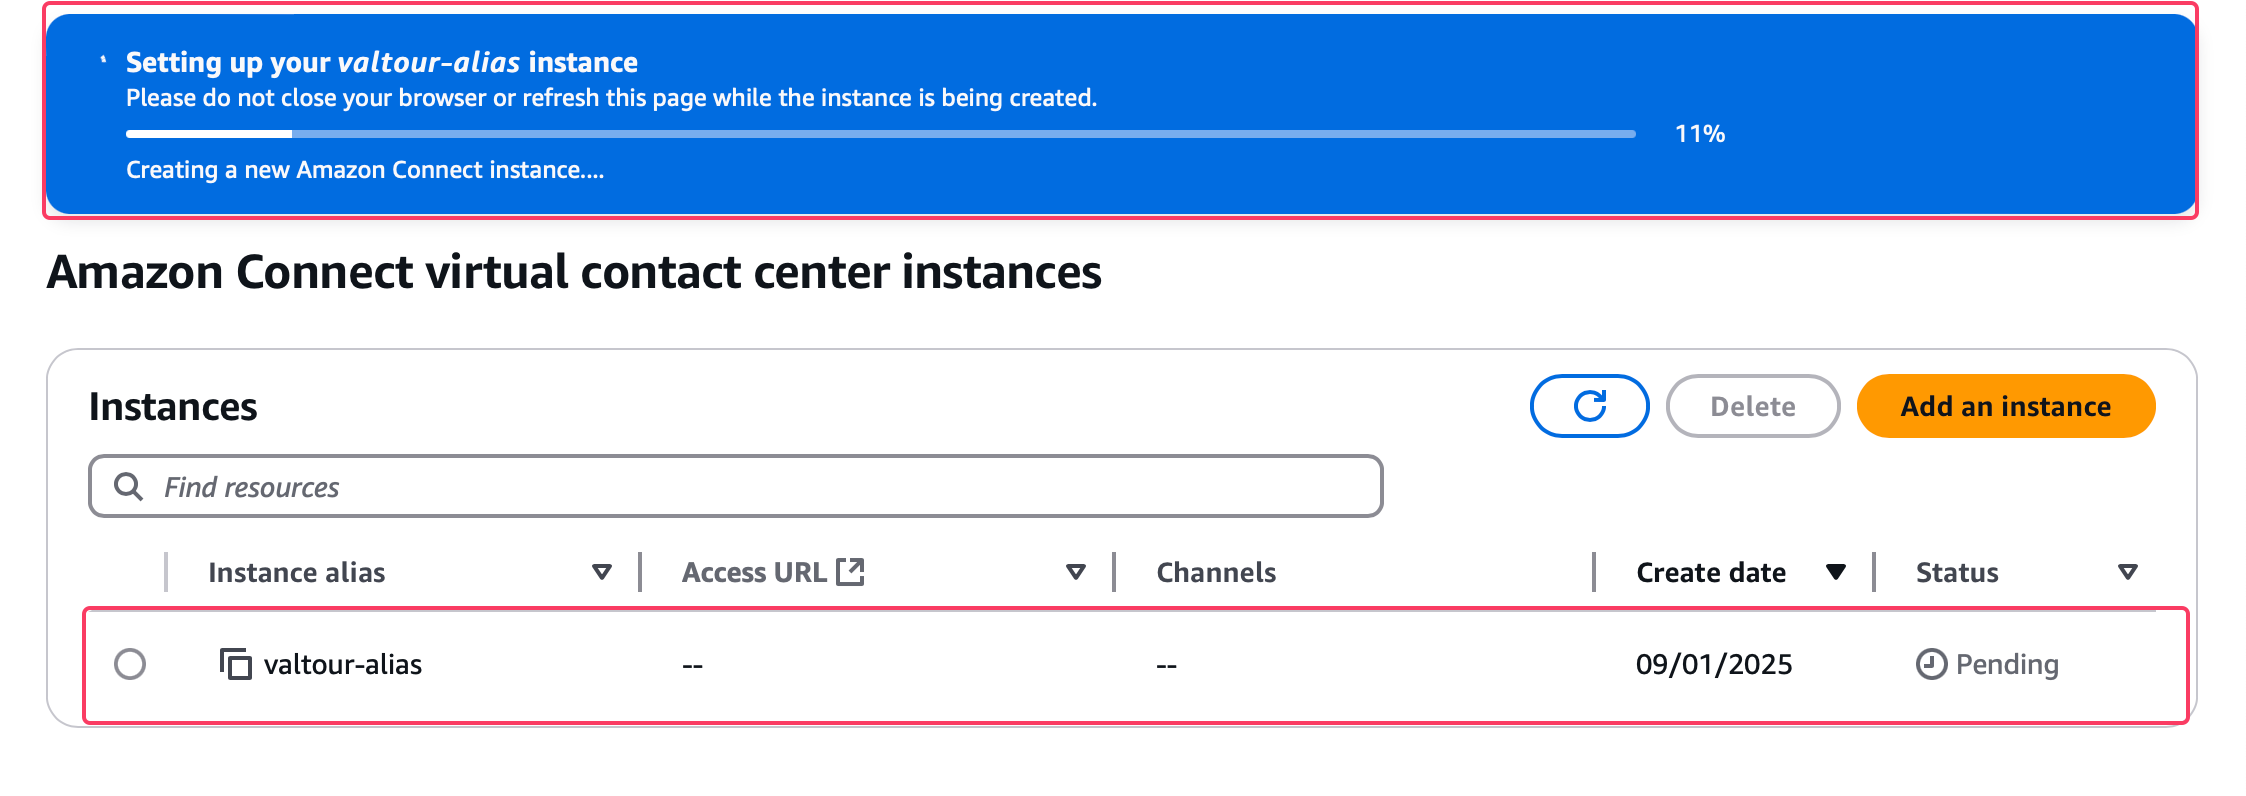 Setting up your valtour-alias instance
Please do not close your browser or refresh this page while the instance is being created.
11%
Creating a new Amazon Connect instance....
Amazon Connect virtual contact center instances
Instances
Delete
Add an instance
Find resources
Instance alias
Access URL
Channels
Create date
Status
valtour-alias
--
--
09/01/2025
Pending